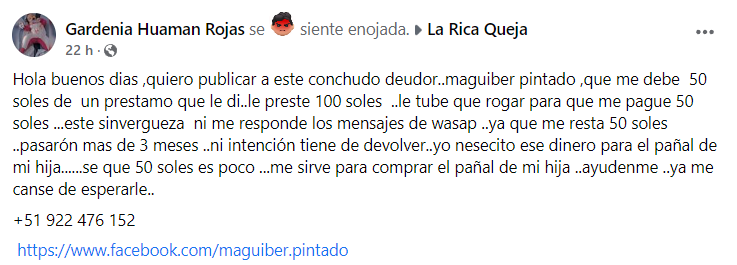 Gardenia Huaman Rojas se siente enojada. La Rica Queja
22 h ·
Hola buenos dias ,quiero publicar a este conchudo deudor..maguiber pintado ,que me debe 50
soles de un prestamo que le di..le preste 100 soles ..le tube que rogar para que me pague 50
soles ...este sinvergueza ni me responde los mensajes de wasap ..ya que me resta 50 soles
..pasarón mas de 3 meses ..ni intención tiene de devolver..yo nesecito ese dinero para el pañal de
mi hija......se que 50 soles es poco ...me sirve para comprar el pañal de mi hija ..ayudenme ..ya me
canse de esperarle..
+51 922 476 152
https://www.facebook.com/maguiber.pintado